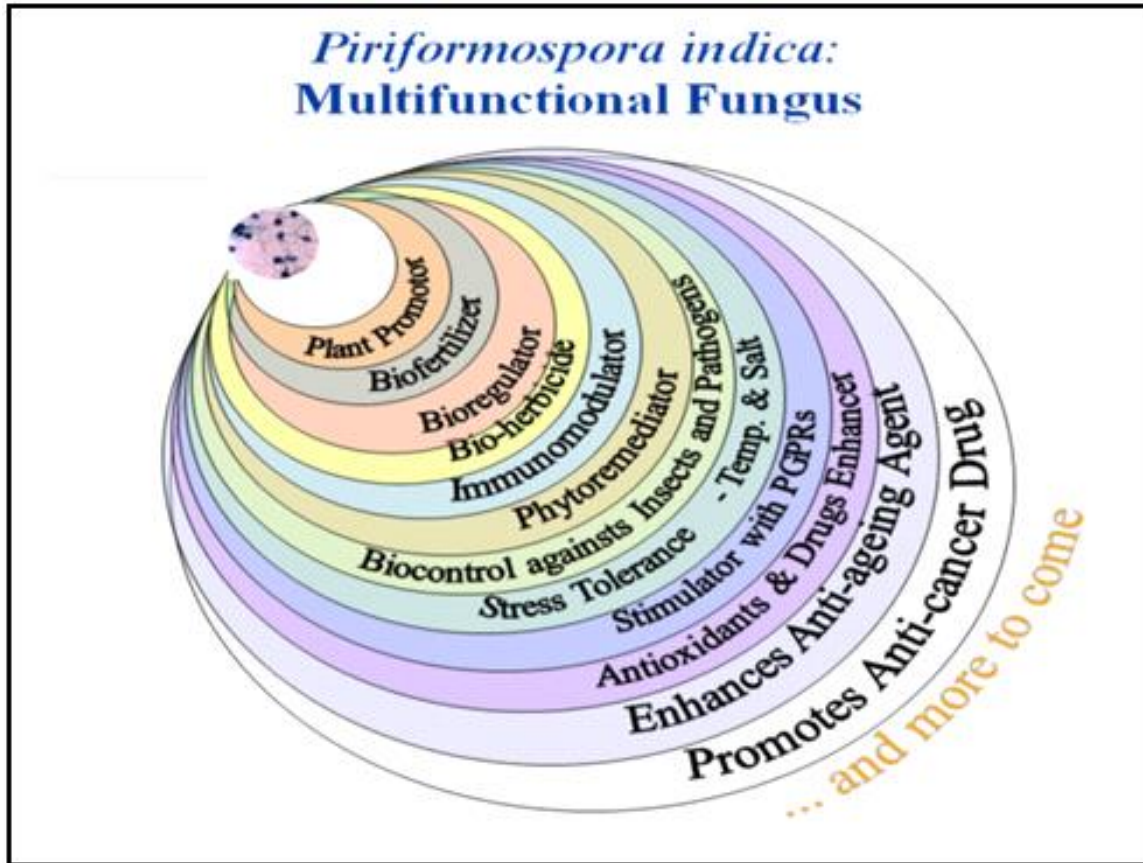 Piriformospora indica:
Multifunctional Fungus
Plant Promotor
Biofertilizer
Bioregulator
Bio-herbicide
Immunomodulator
Phytoremediator
Biocontrol againsts Insects and Pathogens
Stress Tolerance - Temp. & Salt
Stimulator with PGPRs
Antioxidants & Drugs Enhancer
Enhances Anti-ageing Agent
Promotes Anti-cancer Drug
... and more to come